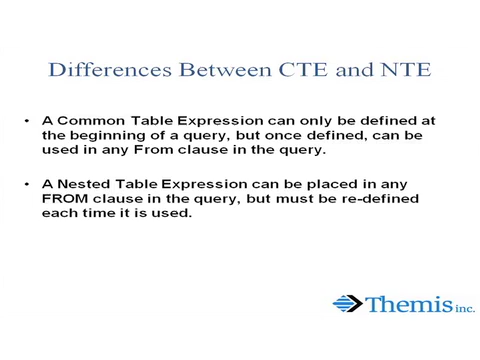 Differences Between CTE and NTE
• A Common Table Expression can only be defined at
the beginning of a query, but once defined, can be
used in any From clause in the query.
• A Nested Table Expression can be placed in any
FROM clause in the query, but must be re-defined
each time it is used.
Themis inc.